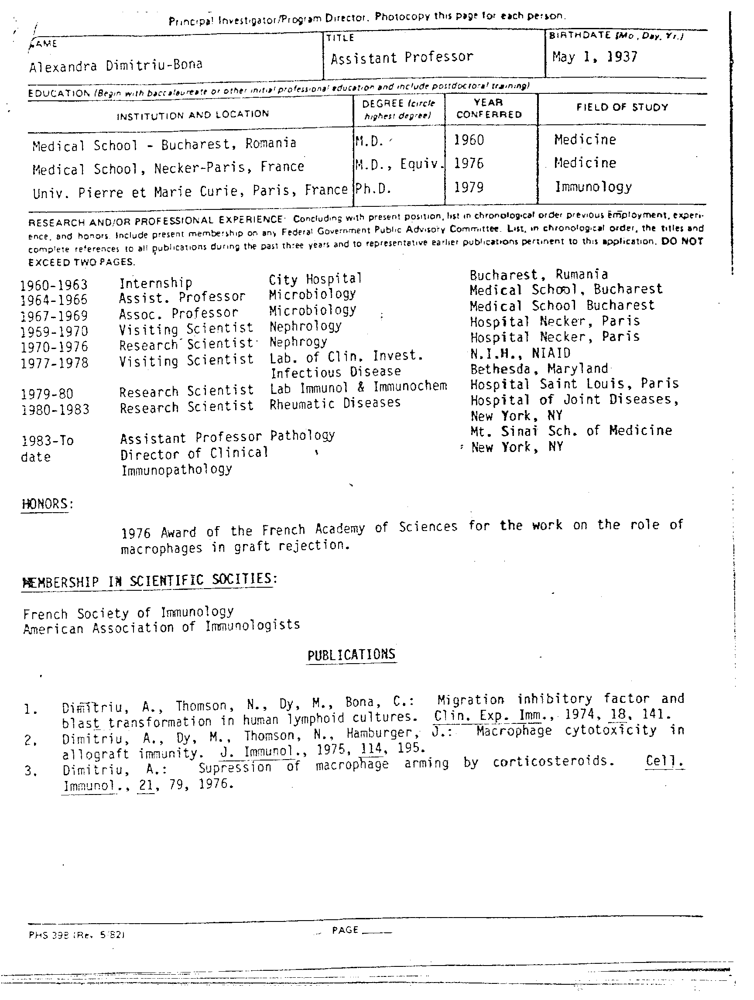 Principal Investigator/Program Director. Photocopy this page for each person.
NAME TITLE BIRTHDATE (Mo, Day, Yr.)
Alexandra Dimitriu-Bona Assistant Professor May 1, 1937
EDUCATION (Begin with baccalaureate or other initial professional education and include postdoctoral training)
INSTITUTION AND LOCATION DEGREE (circle highest degree) YEAR CONFERRED FIELD OF STUDY
Medical School - Bucharest, Romania M.D. 1960 Medicine
Medical School, Necker-Paris, France M.D., Equiv. 1976 Medicine
Univ. Pierre et Marie Curie, Paris, France Ph.D. 1979 Immunology
RESEARCH AND/OR PROFESSIONAL EXPERIENCE: Concluding with present position, list in chronological order previous employment, experi-
ence, and honors. Include present membership on any Federal Government Public Advisory Committee. List, in chronological order, the titles and
complete references to all publications during the past three years and to representative earlier publications pertinent to this application. DO NOT
EXCEED TWO PAGES.
1960-1963 Internship City Hospital Bucharest, Rumania
1964-1966 Assist. Professor Microbiology Medical School, Bucharest
1967-1969 Assoc. Professor Microbiology Medical School Bucharest
1959-1970 Visiting Scientist Nephrology Hospital Necker, Paris
1970-1976 Research Scientist Nephrogy Hospital Necker, Paris
1977-1978 Visiting Scientist Lab. of Clin. Invest. N.I.H., NIAID
Infectious Disease Bethesda, Maryland
1979-80 Research Scientist Lab Immunol & Immunochem Hospital Saint Louis, Paris
1980-1983 Research Scientist Rheumatic Diseases Hospital of Joint Diseases,
New York, NY
1983-To Assistant Professor Pathology Mt. Sinai Sch. of Medicine
date Director of Clinical New York, NY
Immunopathology
HONORS:
1976 Award of the French Academy of Sciences for the work on the role of
macrophages in graft rejection.
MEMBERSHIP IN SCIENTIFIC SOCITIES:
French Society of Immunology
American Association of Immunologists
PUBLICATIONS
1. Dimitriu, A., Thomson, N., Dy, M., Bona, C.: Migration inhibitory factor and
blast transformation in human lymphoid cultures. Clin. Exp. Imm., 1974, 18, 141.
2. Dimitriu, A., Dy, M., Thomson, N., Hamburger, J.: Macrophage cytotoxicity in
allograft immunity. J. Immunol., 1975, 114, 195.
3. Dimitriu, A.: Supression of macrophage arming by corticosteroids. Cell.
Immunol., 21, 79, 1976.
PHS 398 (Rev. 5/82) PAGE